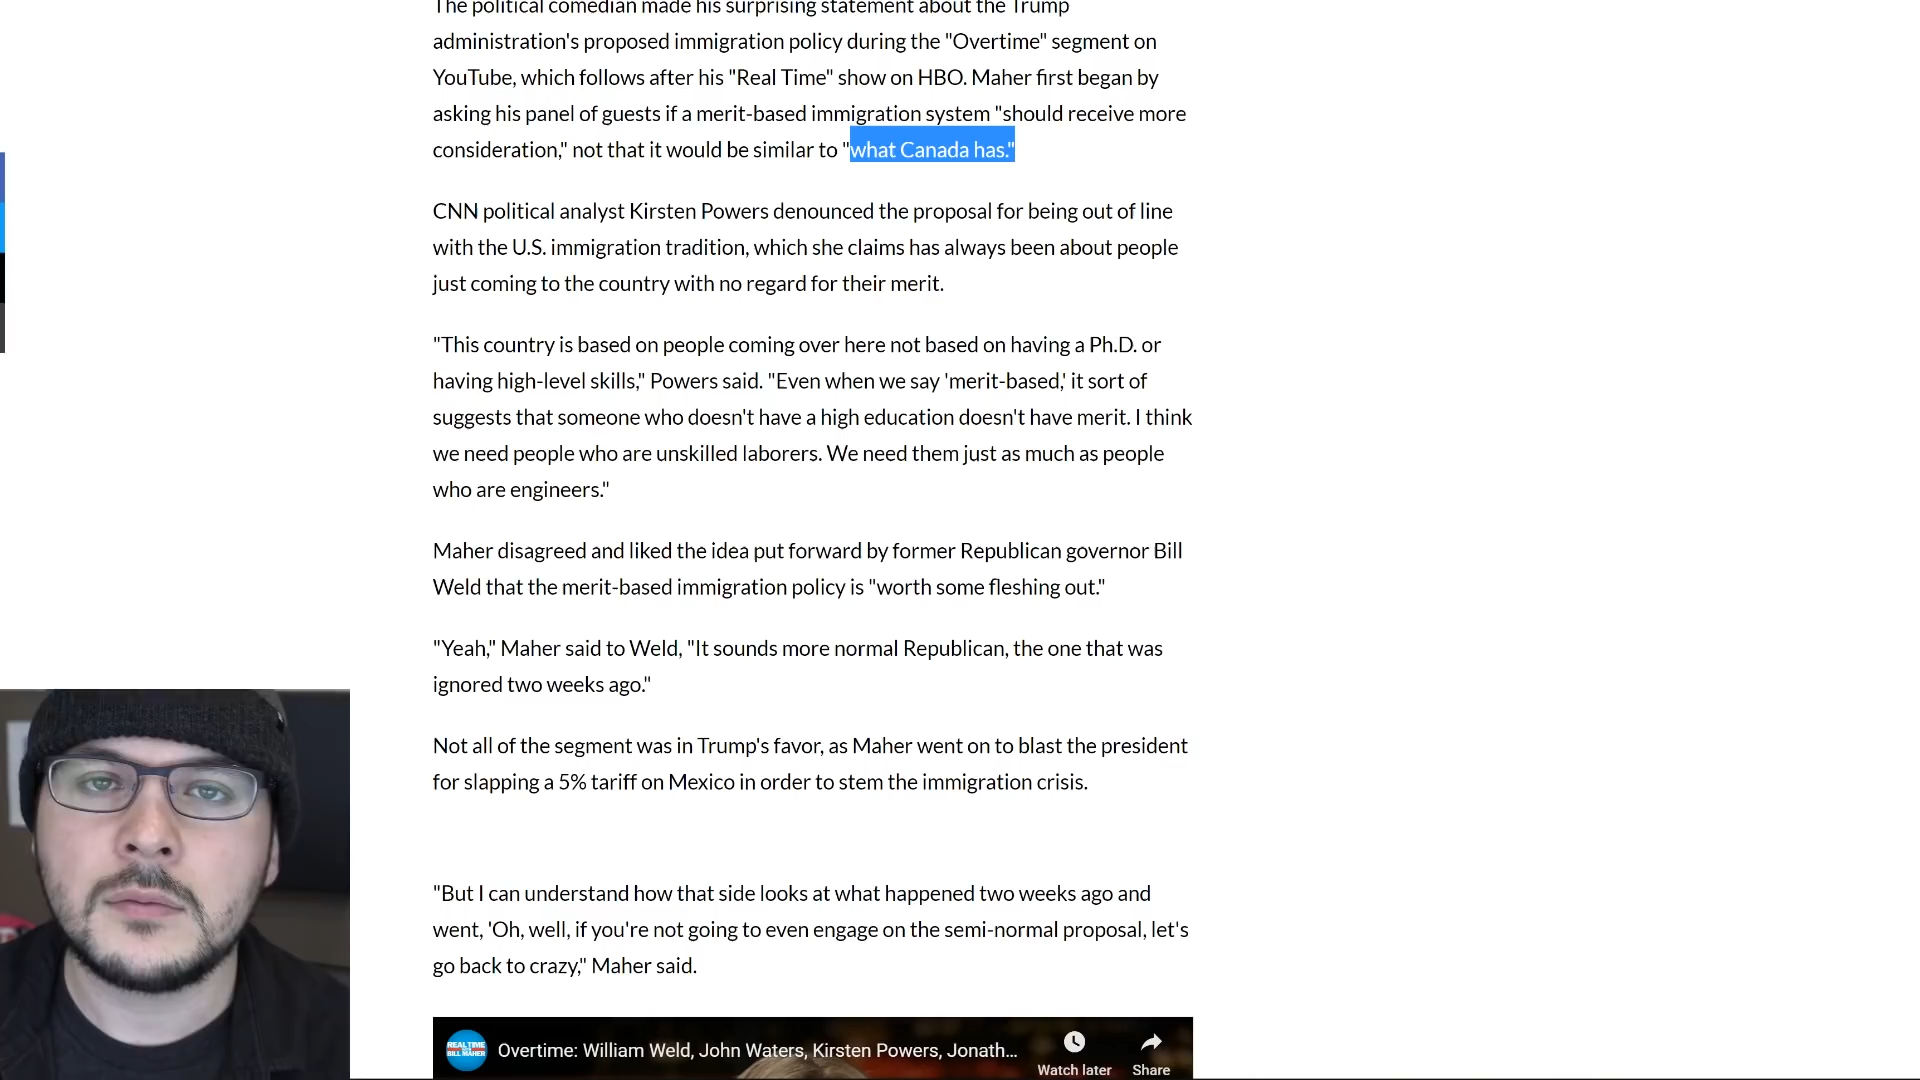 The political comedian made his surprising statement about the Trump
administration's proposed immigration policy during the "Overtime" segment on
YouTube, which follows after his "Real Time" show on HBO. Maher first began by
asking his panel of guests if a merit-based immigration system "should receive more
consideration," not that it would be similar to "what Canada has."
CNN political analyst Kirsten Powers denounced the proposal for being out of line
with the U.S. immigration tradition, which she claims has always been about people
just coming to the country with no regard for their merit.
"This country is based on people coming over here not based on having a Ph.D. or
having high-level skills," Powers said. "Even when we say 'merit-based,' it sort of
suggests that someone who doesn't have a high education doesn't have merit. I think
we need people who are unskilled laborers. We need them just as much as people
who are engineers."
Maher disagreed and liked the idea put forward by former Republican governor Bill
Weld that the merit-based immigration policy is "worth some fleshing out."
"Yeah," Maher said to Weld, "It sounds more normal Republican, the one that was
ignored two weeks ago."
Not all of the segment was in Trump's favor, as Maher went on to blast the president
for slapping a 5% tariff on Mexico in order to stem the immigration crisis.
"But I can understand how that side looks at what happened two weeks ago and
went, 'Oh, well, if you're not going to even engage on the semi-normal proposal, let's
go back to crazy," Maher said.
REAL TIME
BILL MAHER
Overtime: William Weld, John Waters, Kirsten Powers, Jonath...
Watch later
Share